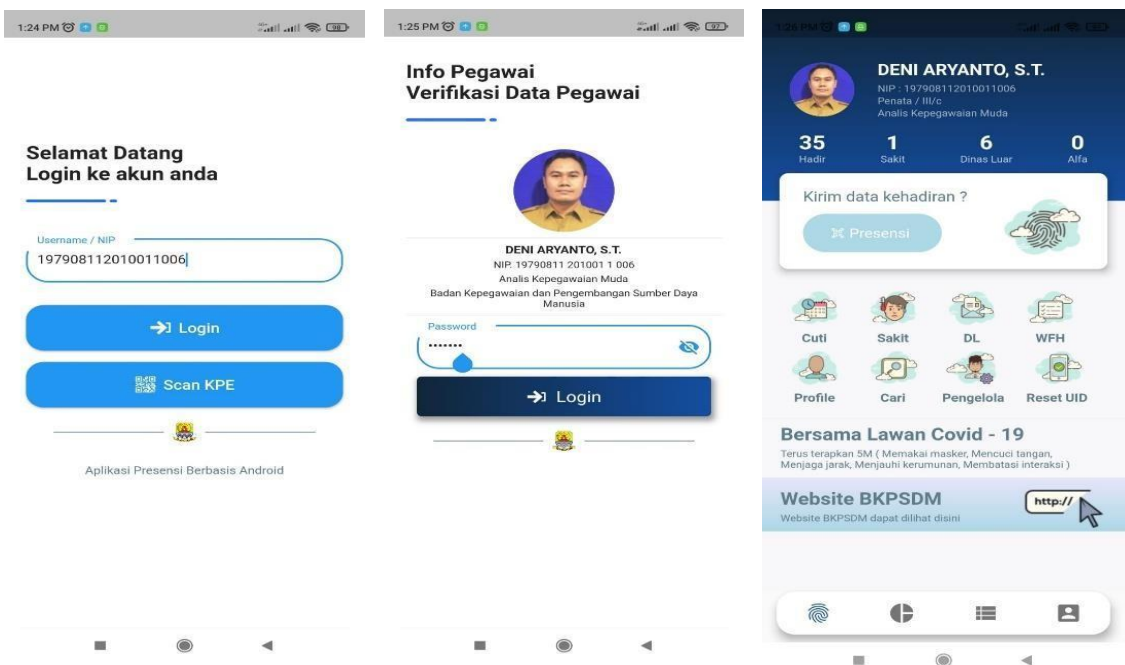 1:24 PM
98
Selamat Datang
Login ke akun anda
Username / NIP
197908112010011006
Login
Scan KPE
Aplikasi Presensi Berbasis Android
1:25 PM
97
Info Pegawai
Verifikasi Data Pegawai
DENI ARYANTO, S.T.
NIP. 19790811 201001 1 006
Analis Kepegawaian Muda
Badan Kepegawaian dan Pengembangan Sumber Daya
Manusia
Password
•••••••
Login
1:26 PM
DENI ARYANTO, S.T.
NIP : 197908112010011006
Penata / III/c
Analis Kepegawaian Muda
35 1 6 0
Hadir Sakit Dinas Luar Alfa
Kirim data kehadiran ?
Presensi
Cuti Sakit DL WFH
Profile Cari Pengelola Reset UID
Bersama Lawan Covid - 19
Terus terapkan 5M ( Memakai masker, Mencuci tangan,
Menjaga jarak, Menjauhi kerumunan, Membatasi interaksi )
Website BKPSDM
Website BKPSDM dapat dilihat disini
http://